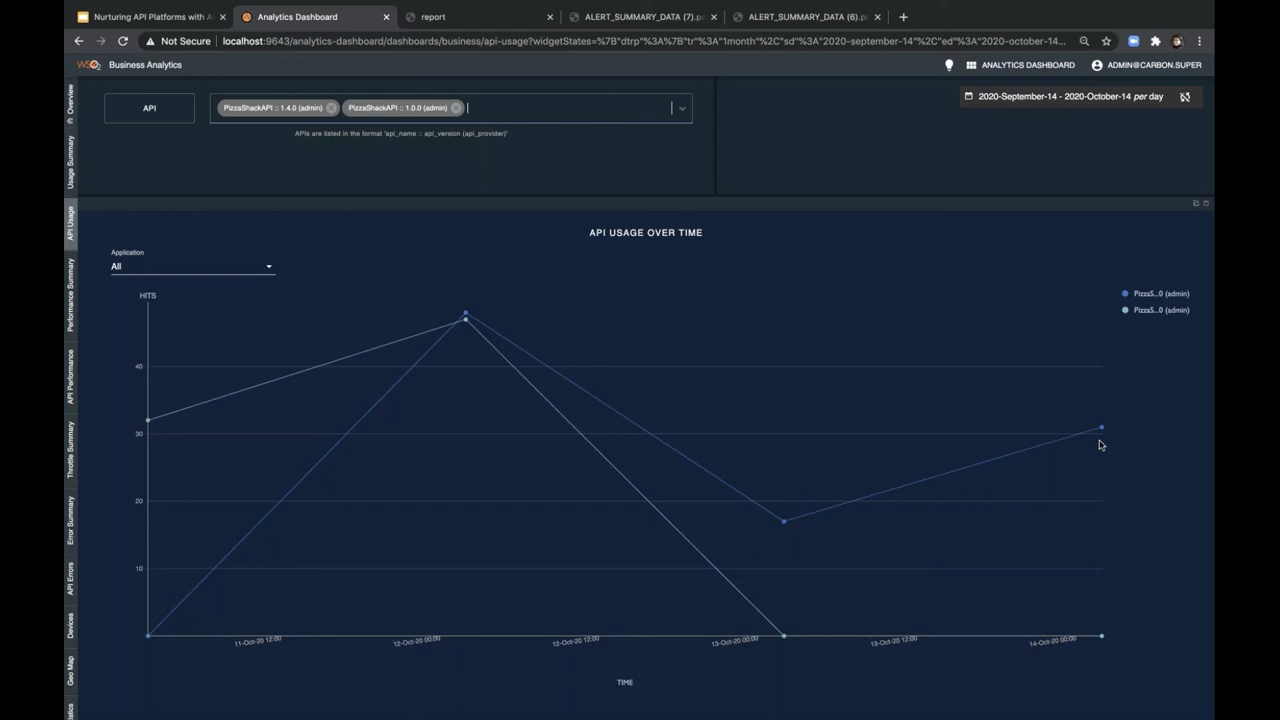 Nurturing API Platforms with A
Analytics Dashboard
report
ALERT_SUMMARY_DATA (7).p
ALERT_SUMMARY_DATA (6).p
Not Secure
localhost:9643/analytics-dashboard/dashboards/business/api-usage?widgetStates=%7B"dtrp"%3A%7B"tr"%3A"1month"%2C"sd"%3A"2020-september-14"%2C"ed"%3A"2020-october-14...
WSO2 Business Analytics
ANALYTICS DASHBOARD
ADMIN@CARBON.SUPER
Overview
Usage Summary
API Usage
Performance Summary
API Performance
Throttle Summary
Error Summary
API Errors
Devices
Geo Map
API
PizzaShackAPI :: 1.4.0 (admin)
PizzaShackAPI :: 1.0.0 (admin)
APIs are listed in the format 'api_name :: api_version (api_provider)'
2020-September-14 - 2020-October-14 per day
API USAGE OVER TIME
Application
All
HITS
PizzaS...0 (admin)
PizzaS...0 (admin)
40
30
20
10
11-Oct-20 12:00
12-Oct-20 00:00
12-Oct-20 12:00
13-Oct-20 00:00
13-Oct-20 12:00
14-Oct-20 00:00
TIME